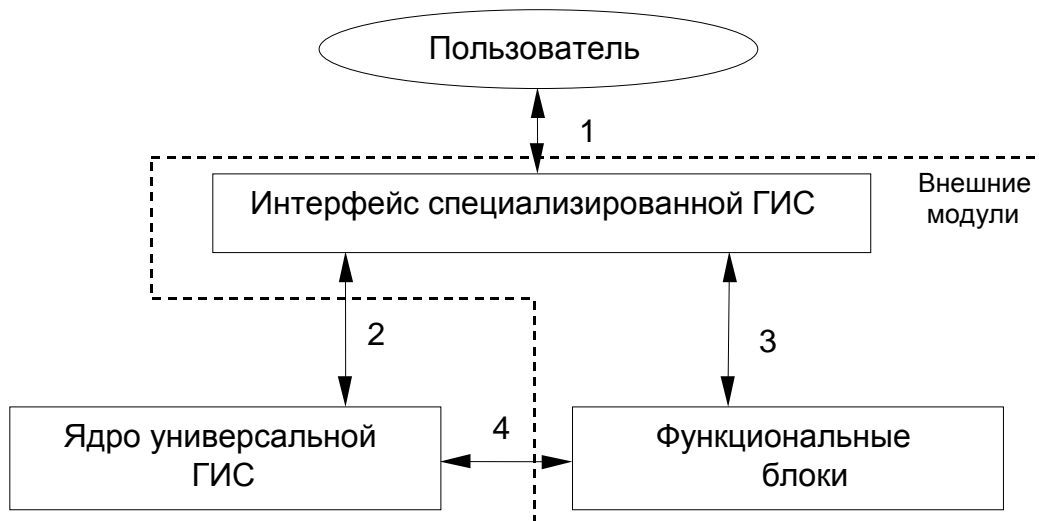 Пользователь
1
Интерфейс специализированной ГИС
Внешние
модули
2
3
Ядро универсальной
ГИС
4
Функциональные
блоки